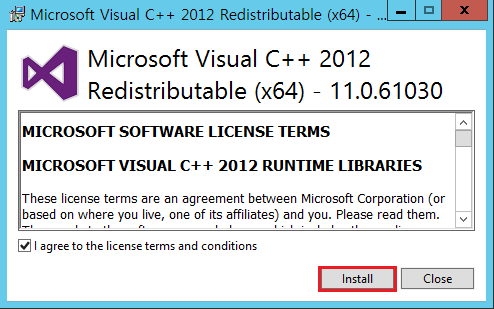 Microsoft Visual C++ 2012 Redistributable (x64) - ...
Microsoft Visual C++ 2012
Redistributable (x64) - 11.0.61030
MICROSOFT SOFTWARE LICENSE TERMS
MICROSOFT VISUAL C++ 2012 RUNTIME LIBRARIES
These license terms are an agreement between Microsoft Corporation (or
based on where you live, one of its affiliates) and you. Please read them.
I agree to the license terms and conditions
Install
Close